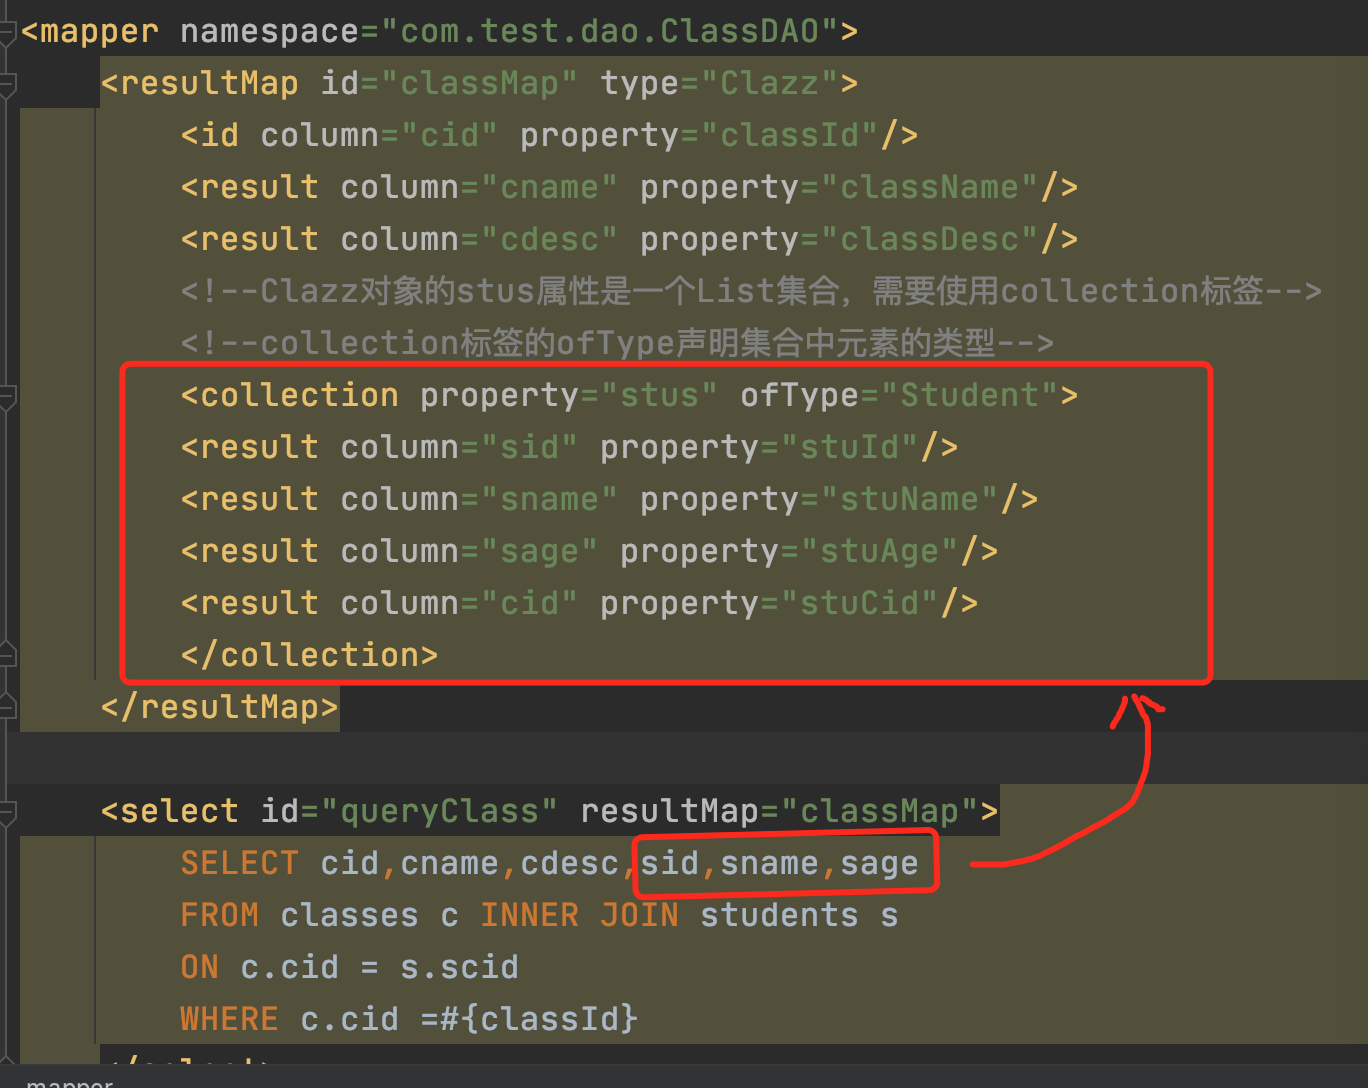 <mapper namespace="com.test.dao.ClassDAO">
<resultMap id="classMap" type="Clazz">
<id column="cid" property="classId"/>
<result column="cname" property="className"/>
<result column="cdesc" property="classDesc"/>
<!--Clazz对象的stus属性是一个List集合，需要使用collection标签-->
<!--collection标签的ofType声明集合中元素的类型-->
<collection property="stus" ofType="Student">
<result column="sid" property="stuId"/>
<result column="sname" property="stuName"/>
<result column="sage" property="stuAge"/>
<result column="cid" property="stuCid"/>
</collection>
</resultMap>
<select id="queryClass" resultMap="classMap">
SELECT cid,cname,cdesc,sid,sname,sage
FROM classes c INNER JOIN students s
ON c.cid = s.scid
WHERE c.cid =#{classId}
</select>
mapper